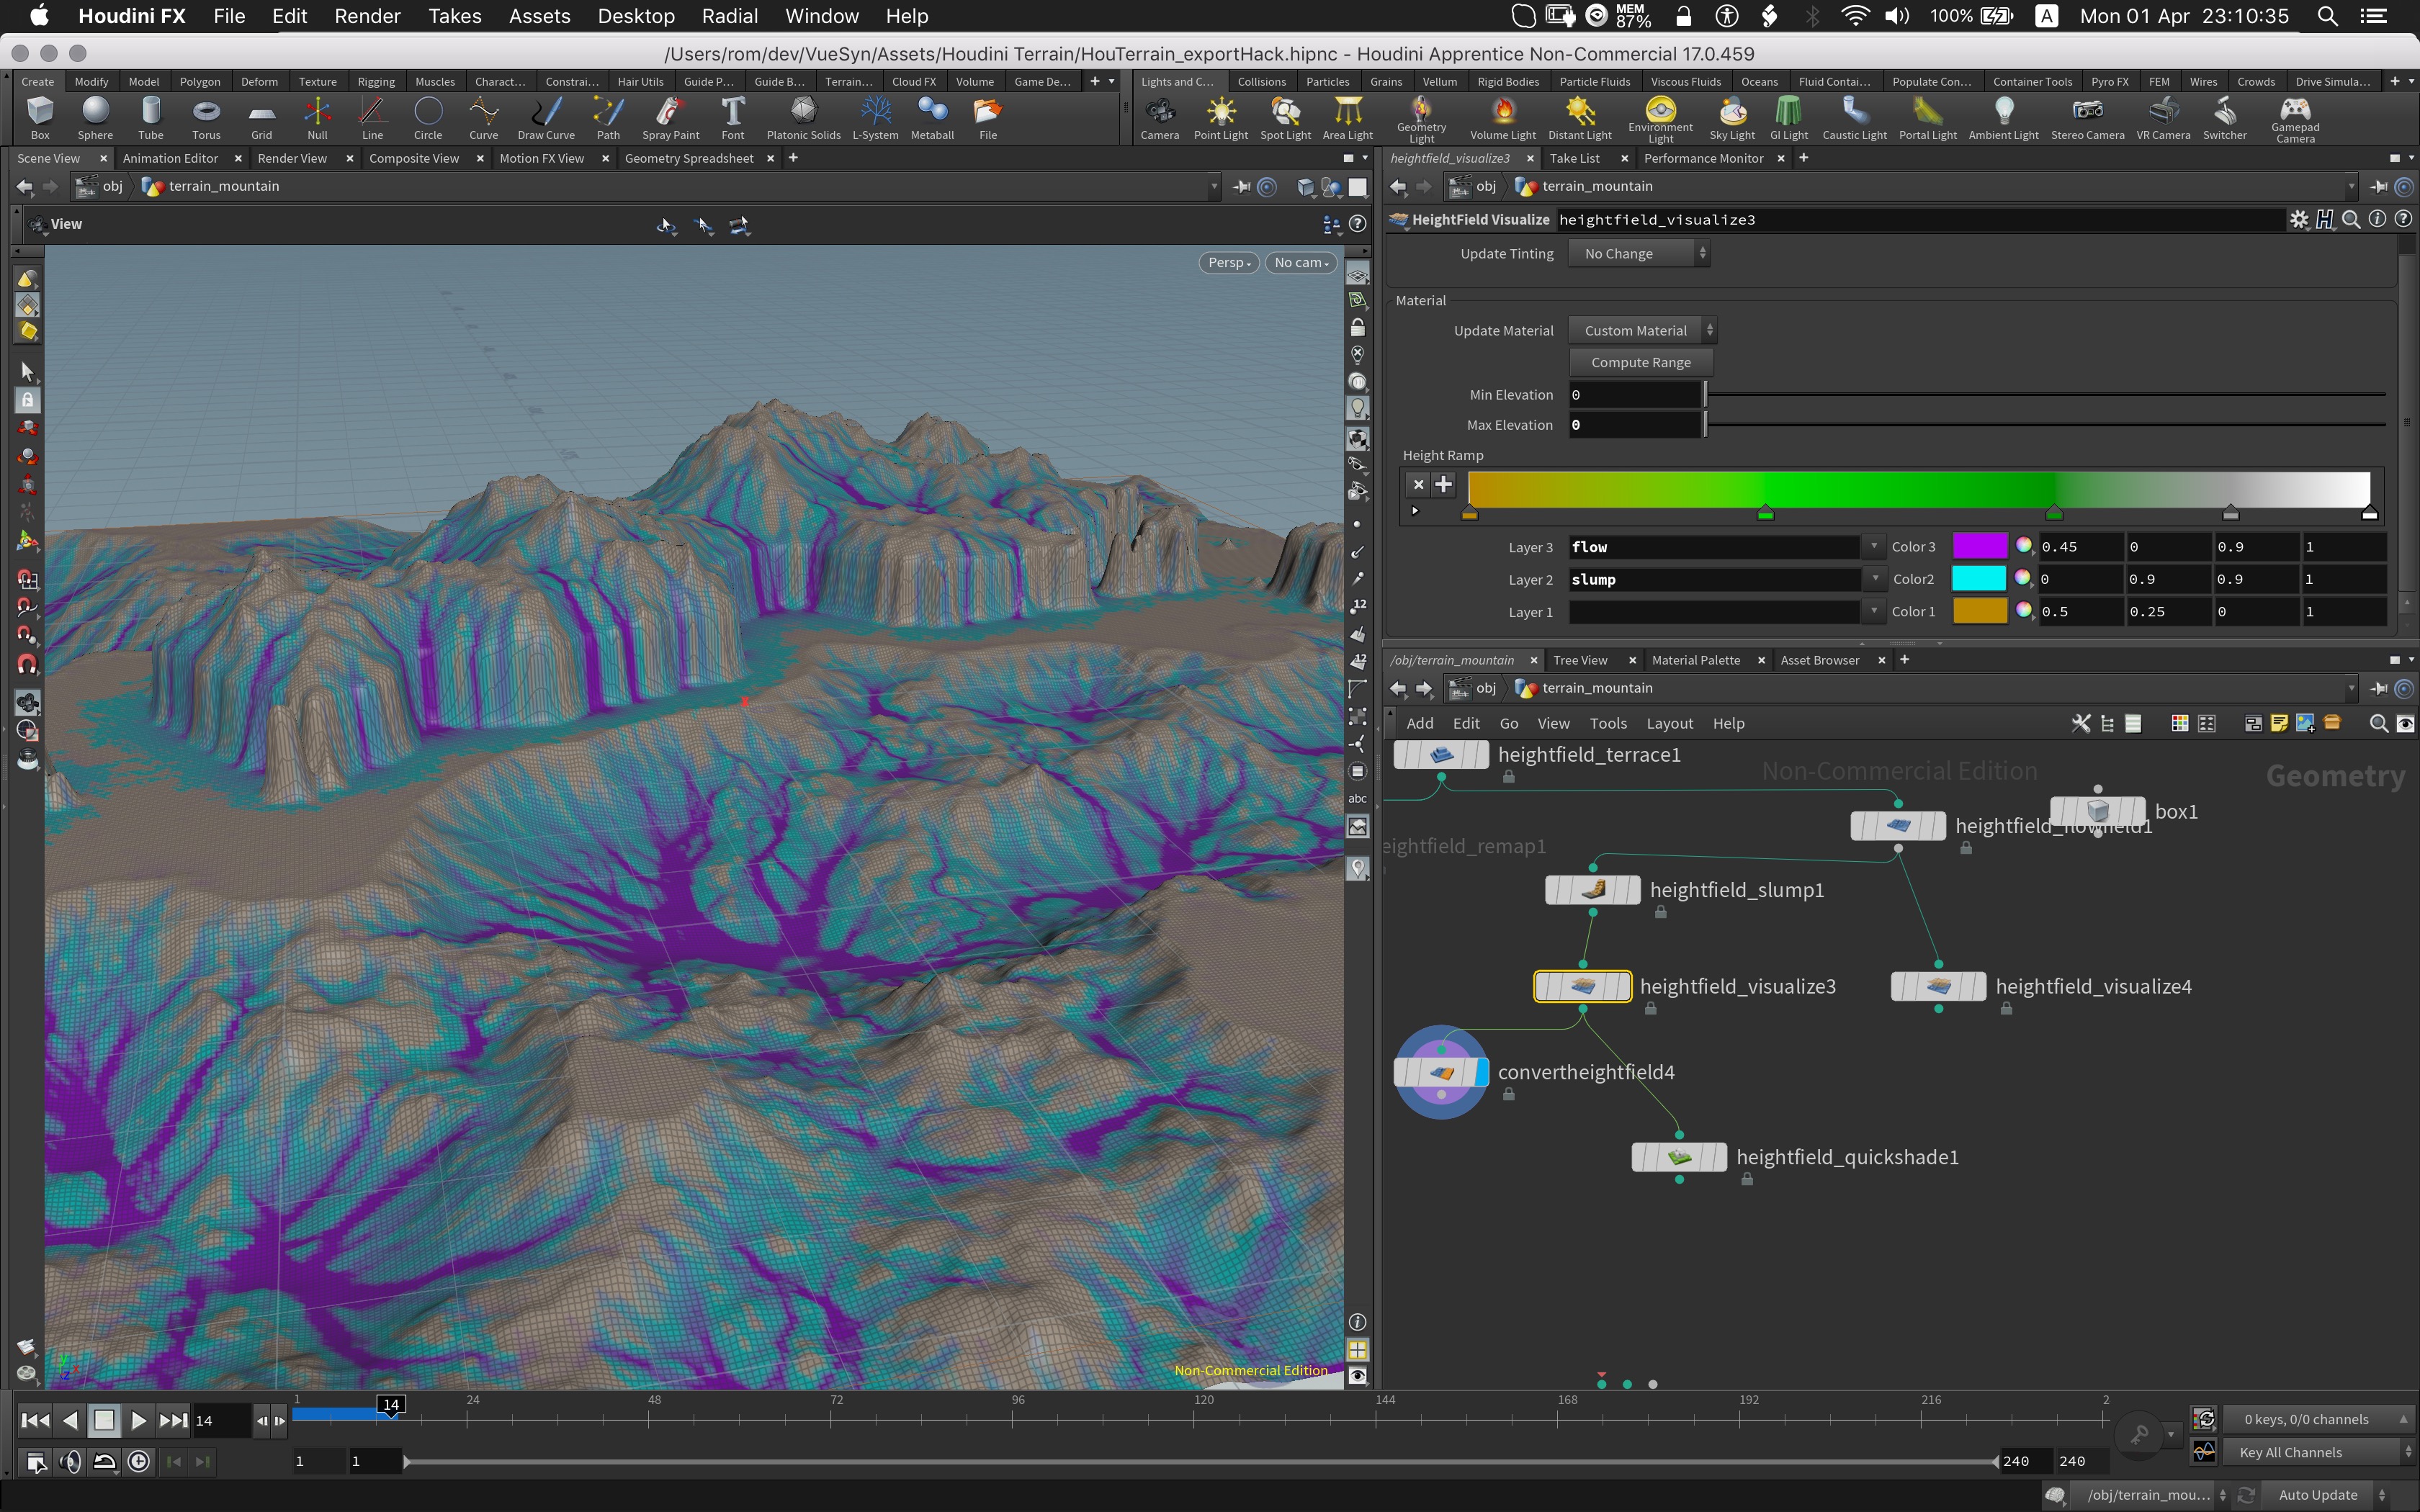 Houdini FX File Edit Render Takes Assets Desktop Radial Window Help MEM 87% 100% A Mon 01 Apr 23:10:35
/Users/rom/dev/VueSyn/Assets/Houdini Terrain/HouTerrain_exportHack.hipnc - Houdini Apprentice Non-Commercial 17.0.459
Create Modify Model Polygon Deform Texture Rigging Muscles Charact... Constrai... Hair Utils Guide P... Guide B... Terrain... Cloud FX Volume Game De...
Box Sphere Tube Torus Grid Null Line Circle Curve Draw Curve Path Spray Paint Font Platonic Solids L-System Metaball File
Lights and C... Collisions Particles Grains Vellum Rigid Bodies Particle Fluids Viscous Fluids Oceans Fluid Contai... Populate Con... Container Tools Pyro FX FEM Wires Crowds Drive Simula...
Camera Point Light Spot Light Area Light Geometry Light Volume Light Distant Light Environment Light Sky Light GI Light Caustic Light Portal Light Ambient Light Stereo Camera VR Camera Switcher Gamepad Camera
Scene View Animation Editor Render View Composite View Motion FX View Geometry Spreadsheet
obj terrain_mountain
View
Persp No cam
12
12
abc
Non-Commercial Edition
heightfield_visualize3 Take List Performance Monitor
obj terrain_mountain
HeightField Visualize heightfield_visualize3
Update Tinting No Change
Material
Update Material Custom Material
Compute Range
Min Elevation 0
Max Elevation 0
Height Ramp
Layer 3 flow Color 3 0.45 0 0.9 1
Layer 2 slump Color2 0 0.9 0.9 1
Layer 1 Color 1 0.5 0.25 0 1
/obj/terrain_mountain Tree View Material Palette Asset Browser
obj terrain_mountain
Add Edit Go View Tools Layout Help
heightfield_terrace1
Non-Commercial Edition
Geometry
box1
heightfield_flowfield1
eightfield_remap1
heightfield_slump1
heightfield_visualize3
heightfield_visualize4
convertheightfield4
heightfield_quickshade1
14 1 14 24 48 72 96 120 144 168 192 216 2
0 keys, 0/0 channels
1 1 240 240
Key All Channels
/obj/terrain_mou... Auto Update